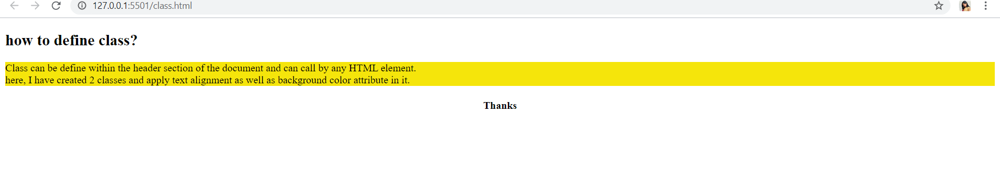 127.0.0.1:5501/class.html
how to define class?
Class can be define within the header section of the document and can call by any HTML element.
here, I have created 2 classes and apply text alignment as well as background color attribute in it.
Thanks